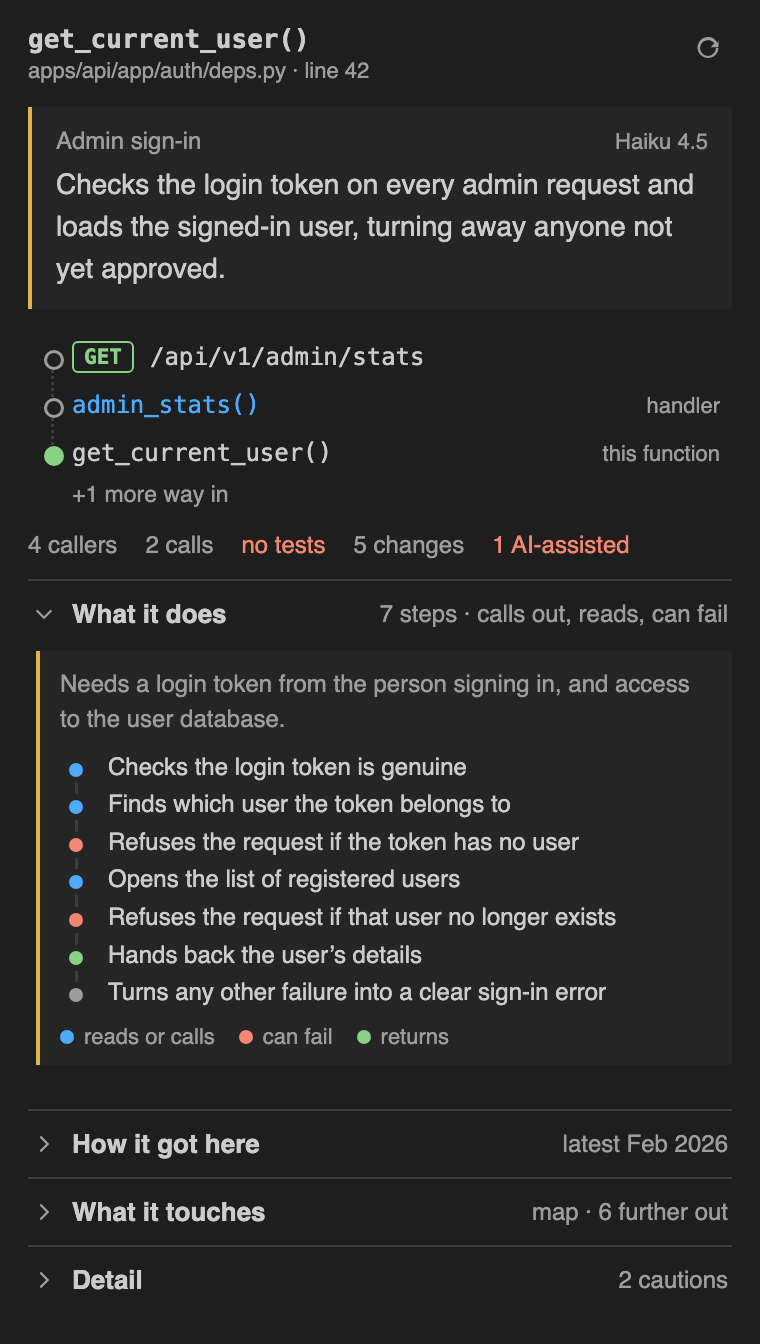 get_current_user()
apps/api/app/auth/deps.py · line 42
Admin sign-in Haiku 4.5
Checks the login token on every admin request and
loads the signed-in user, turning away anyone not
yet approved.
GET /api/v1/admin/stats
admin_stats() handler
get_current_user() this function
+1 more way in
4 callers 2 calls no tests 5 changes 1 AI-assisted
What it does 7 steps · calls out, reads, can fail
Needs a login token from the person signing in, and access
to the user database.
Checks the login token is genuine
Finds which user the token belongs to
Refuses the request if the token has no user
Opens the list of registered users
Refuses the request if that user no longer exists
Hands back the user’s details
Turns any other failure into a clear sign-in error
reads or calls can fail returns
How it got here latest Feb 2026
What it touches map · 6 further out
Detail 2 cautions